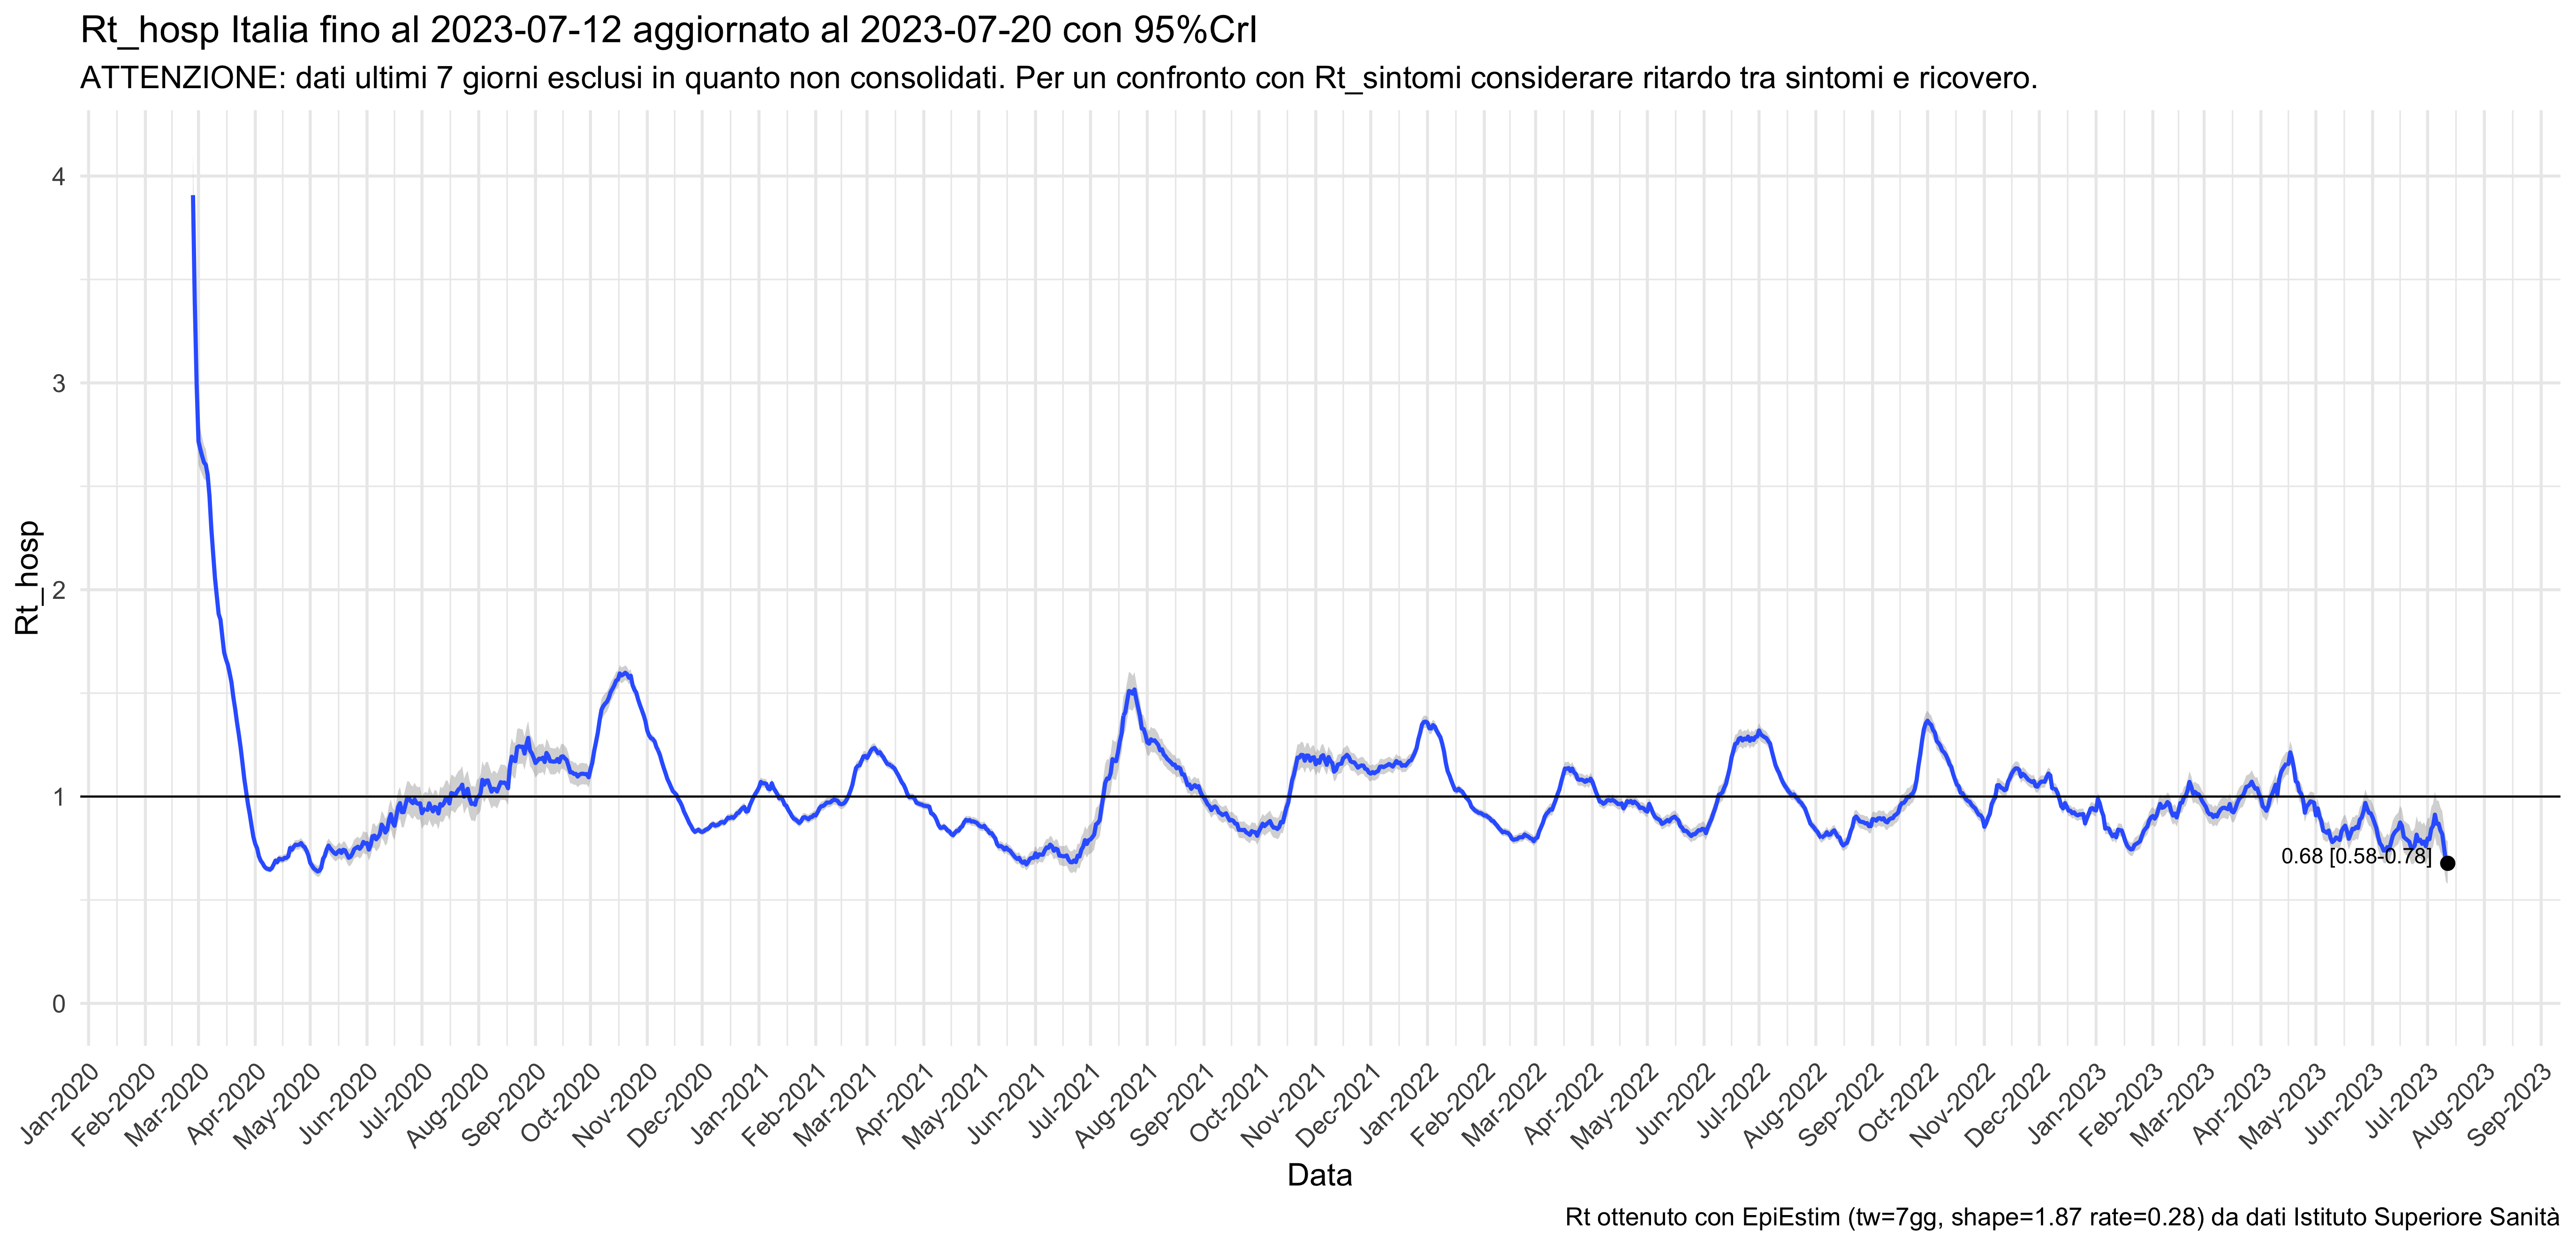 Rt_hosp Italia fino al 2023-07-12 aggiornato al 2023-07-20 con 95%CrI
ATTENZIONE: dati ultimi 7 giorni esclusi in quanto non consolidati. Per un confronto con Rt_sintomi considerare ritardo tra sintomi e ricovero.
4
3
2
1
0
Rt_hosp
0.68 [0.58-0.78]
Jan-2020
Feb-2020
Mar-2020
Apr-2020
May-2020
Jun-2020
Jul-2020
Aug-2020
Sep-2020
Oct-2020
Nov-2020
Dec-2020
Jan-2021
Feb-2021
Mar-2021
Apr-2021
May-2021
Jun-2021
Jul-2021
Aug-2021
Sep-2021
Oct-2021
Nov-2021
Dec-2021
Jan-2022
Feb-2022
Mar-2022
Apr-2022
May-2022
Jun-2022
Jul-2022
Aug-2022
Sep-2022
Oct-2022
Nov-2022
Dec-2022
Jan-2023
Feb-2023
Mar-2023
Apr-2023
May-2023
Jun-2023
Jul-2023
Aug-2023
Sep-2023
Data
Rt ottenuto con EpiEstim (tw=7gg, shape=1.87 rate=0.28) da dati Istituto Superiore Sanità